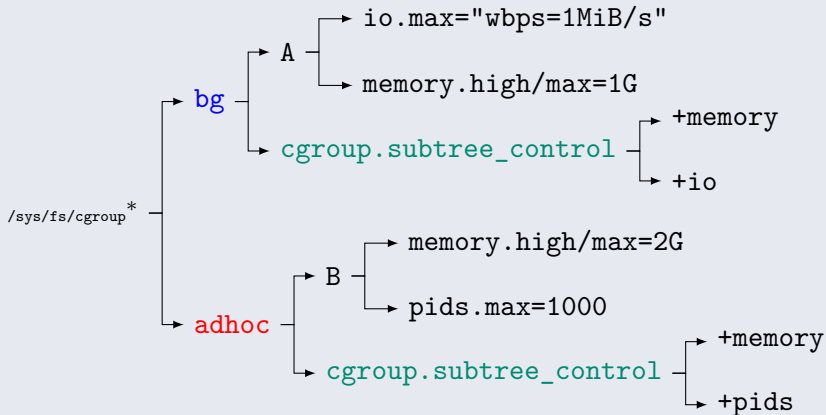 io.max="wbps=1MiB/s"
A
memory.high/max=1G
bg
+memory
cgroup.subtree_control
+io
/sys/fs/cgroup*
memory.high/max=2G
B
pids.max=1000
adhoc
+memory
cgroup.subtree_control
+pids